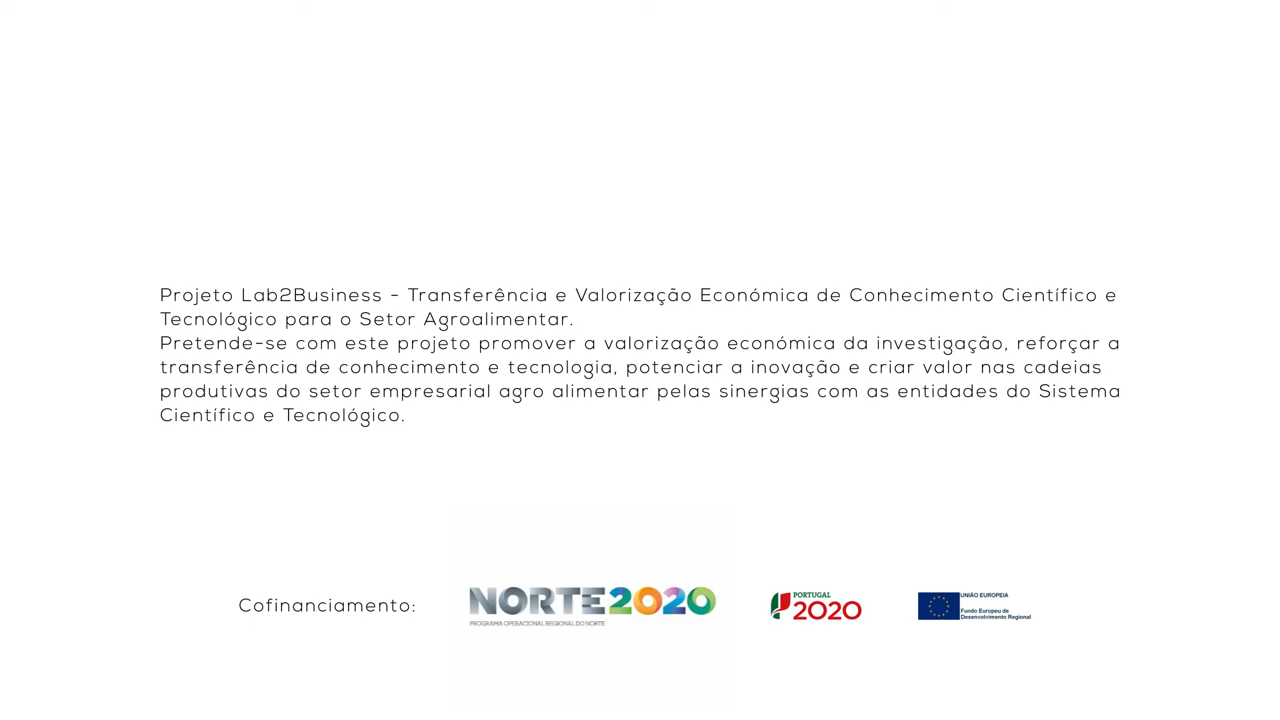 Projeto Lab2Business - Transferência e Valorização Económica de Conhecimento Científico e
Tecnológico para o Setor Agroalimentar.
Pretende-se com este projeto promover a valorização económica da investigação, reforçar a
transferência de conhecimento e tecnologia, potenciar a inovação e criar valor nas cadeias
produtivas do setor empresarial agro alimentar pelas sinergias com as entidades do Sistema
Científico e Tecnológico.
Cofinanciamento:
NORTE2020
PROGRAMA OPERACIONAL REGIONAL DO NORTE
PORTUGAL
2020
UNIÃO EUROPEIA
Fundo Europeu de
Desenvolvimento Regional